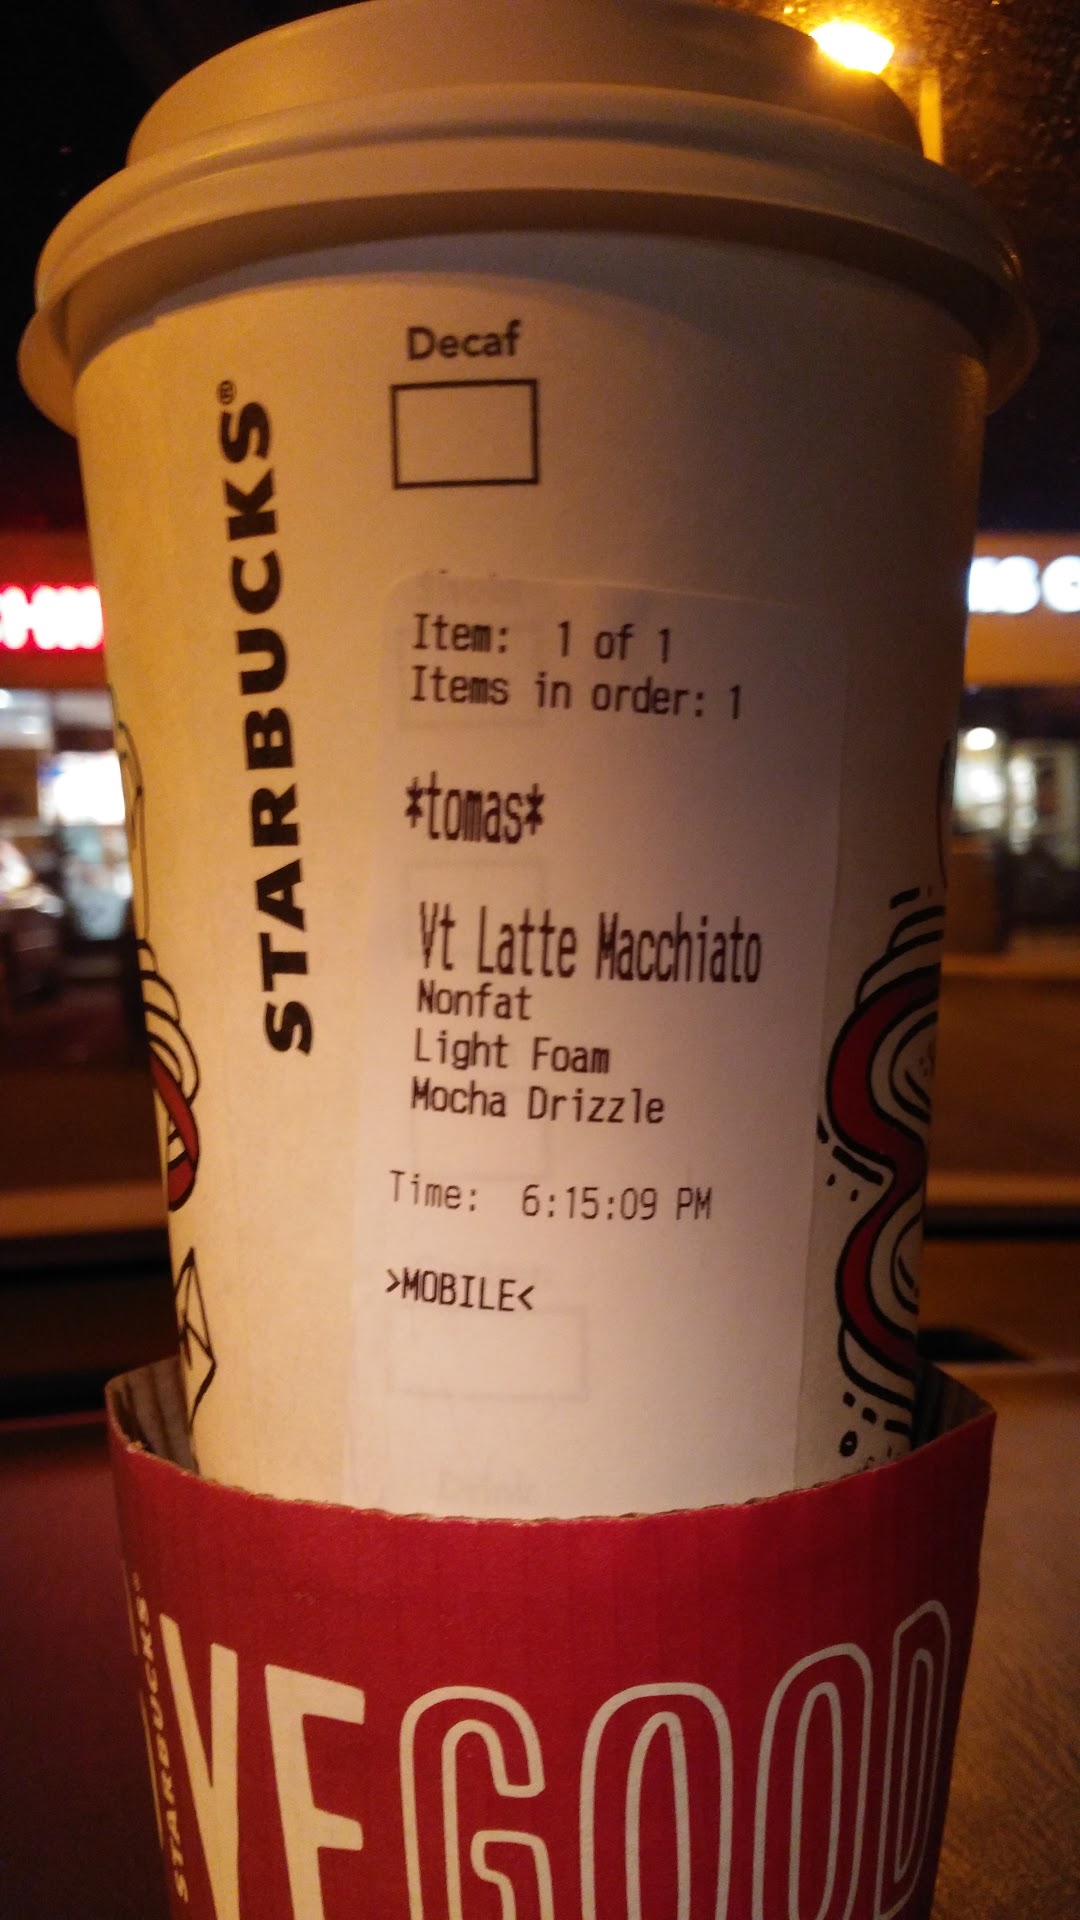 Decaf
STARBUCKS®
Item: 1 of 1
Items in order: 1
*tomas*
Vt Latte Macchiato
Nonfat
Light Foam
Mocha Drizzle
Time: 6:15:09 PM
>MOBILE<
STARBUCKS®
VE GOOD